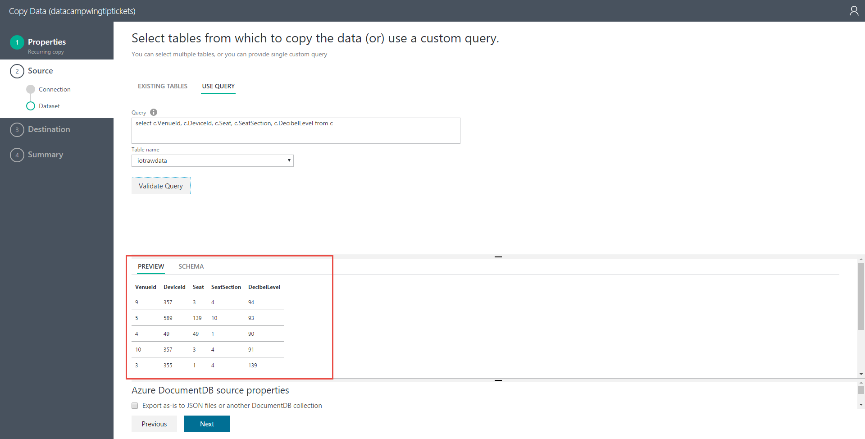 Copy Data (datacampwingtiptickets)
1 Properties
Recurring copy
2 Source
Connection
Dataset
3 Destination
4 Summary
Select tables from which to copy the data (or) use a custom query.
You can select multiple tables, or you can provide single custom query
EXISTING TABLES USE QUERY
Query
select c.VenueId, c.DeviceId, c.Seat, c.SeatSection, c.DecibelLevel from c
Table name
iotrawdata
Validate Query
PREVIEW SCHEMA
VenueId DeviceId Seat SeatSection DecibelLevel
9 357 3 4 94
5 589 139 10 93
4 49 49 1 90
10 357 3 4 91
3 355 1 4 139
Azure DocumentDB source properties
Export as-is to JSON files or another DocumentDB collection
Previous Next